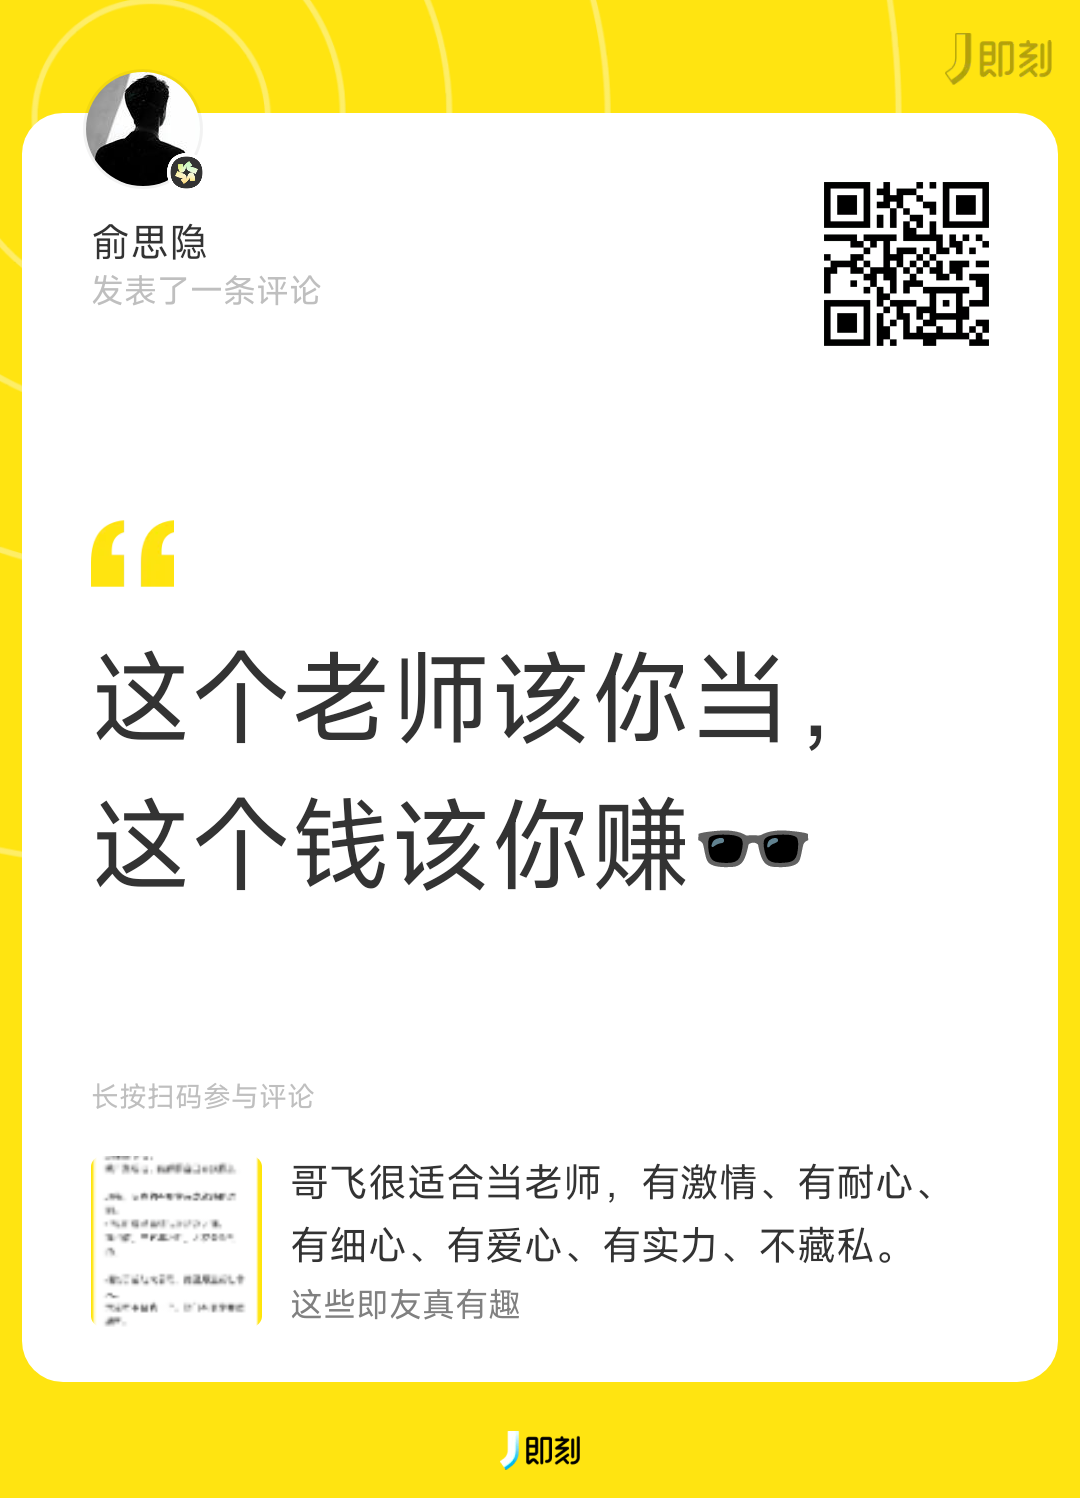 即刻
俞思隐
发表了一条评论
这个老师该你当，
这个钱该你赚🕶️
长按扫码参与评论
哥飞很适合当老师，有激情、有耐心、
有细心、有爱心、有实力、不藏私。
这些即友真有趣
即刻